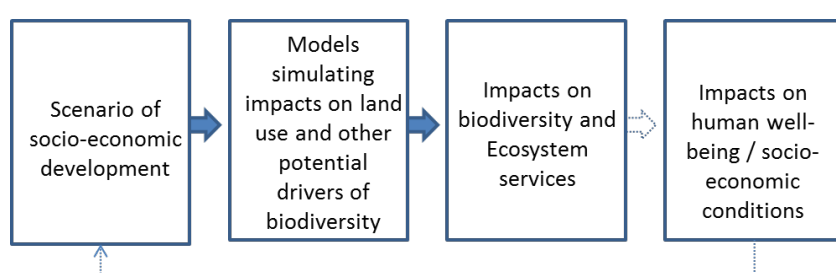 Scenario of
socio-economic
development
Models
simulating
impacts on land
use and other
potential
drivers of
biodiversity
Impacts on
biodiversity and
Ecosystem
services
Impacts on
human well-
being / socio-
economic
conditions